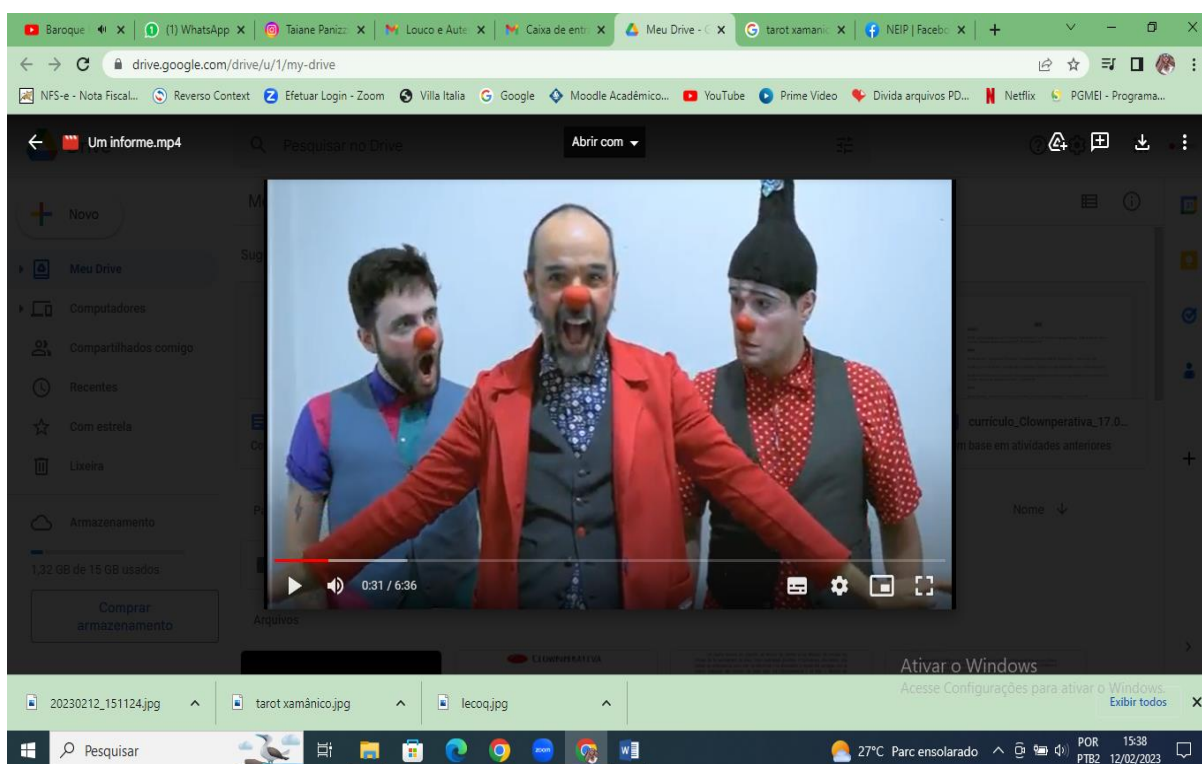 Baroque
(1) WhatsApp
Taiane Panizz
Louco e Aute
Caixa de entr
Meu Drive - G
tarot xamanic
NEIP | Facebo
drive.google.com/drive/u/1/my-drive
NFS-e - Nota Fiscal...
Reverso Context
Efetuar Login - Zoom
Villa Italia
Google
Moodle Acadêmico...
YouTube
Prime Video
Divida arquivos PD...
Netflix
PGMEI - Programa...
Um informe.mp4
Pesquisar no Drive
Abrir com
Novo
Meu Drive
Computadores
Compartilhados comigo
Recentes
Com estrela
Lixeira
Armazenamento
1,32 GB de 15 GB usados
Comprar armazenamento
Sug
currículo_Clownperativa_17.0...
m base em atividades anteriores
Nome
0:31 / 6:36
Arquivos
CLOWNPERATIVA
Ativar o Windows
Acesse Configurações para ativar o Windows.
20230212_151124.jpg
tarot xamânico.jpg
lecoq.jpg
Exibir todos
Pesquisar
zoom
27°C Parc ensolarado
POR
PTB2
15:38
12/02/2023